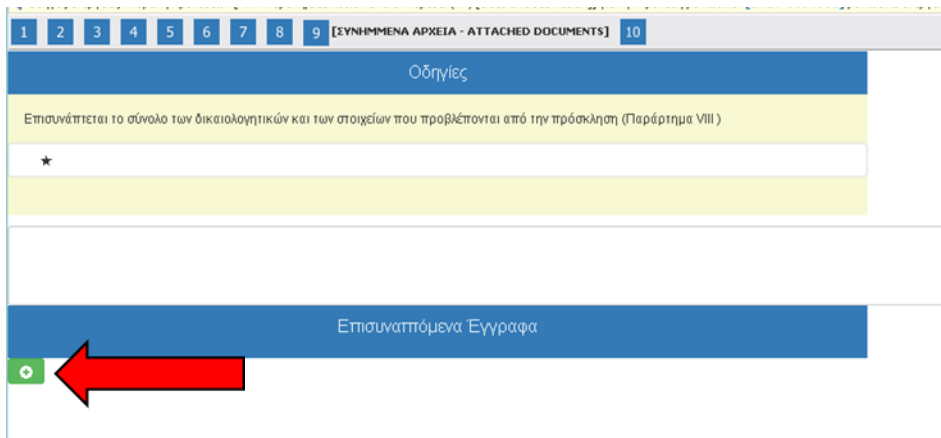 1 2 3 4 5 6 7 8 9 [ΣΥΝΗΜΜΕΝΑ ΑΡΧΕΙΑ - ATTACHED DOCUMENTS] 10
Οδηγίες
Επισυνάπτεται το σύνολο των δικαιολογητικών και των στοιχείων που προβλέπονται από την πρόσκληση (Παράρτημα VIII )
Επισυναπτόμενα Έγγραφα